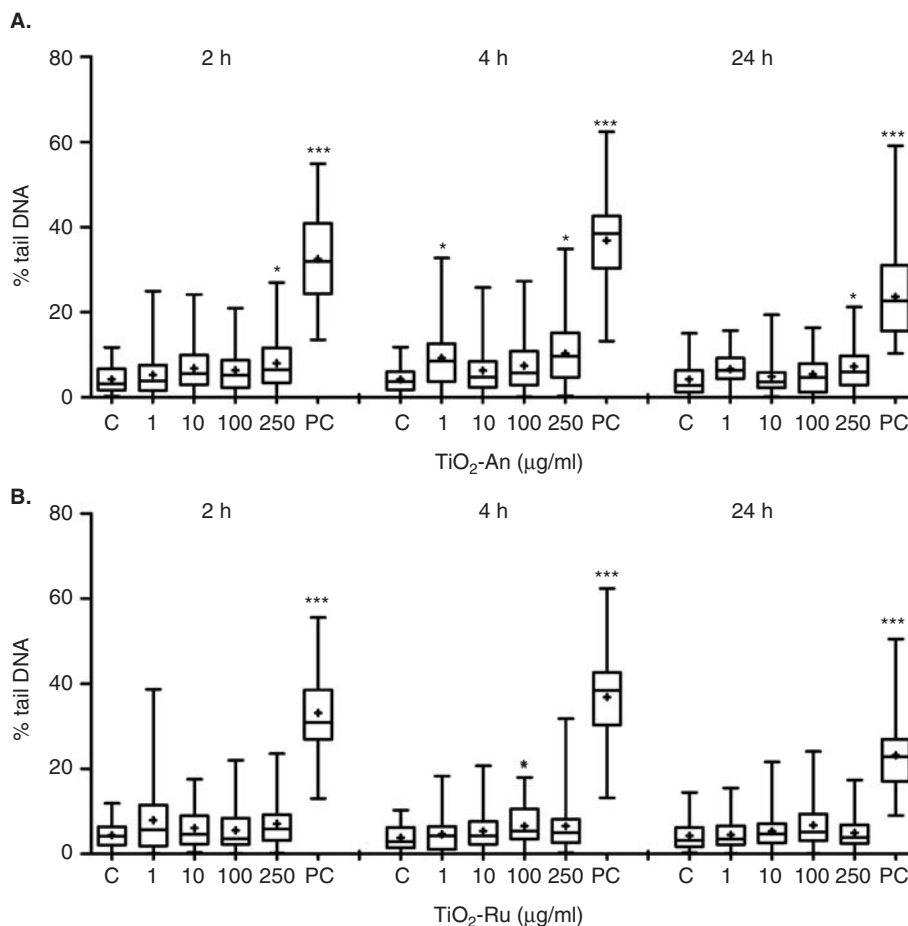 A.
2 h 4 h 24 h
80
60
40
20
0
% tail DNA
*
***
*
*
***
*
***
C 1 10 100 250 PC C 1 10 100 250 PC C 1 10 100 250 PC
TiO₂-An (μg/ml)
B.
2 h 4 h 24 h
80
60
40
20
0
% tail DNA
***
*
***
***
C 1 10 100 250 PC C 1 10 100 250 PC C 1 10 100 250 PC
TiO₂-Ru (μg/ml)